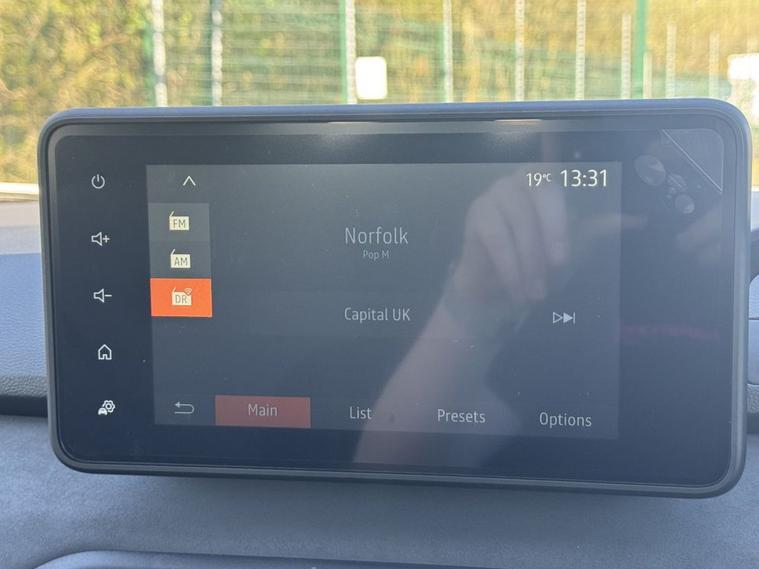 19°C 13:31
FM
Norfolk
Pop M
AM
DR
Capital UK
Main List Presets Options